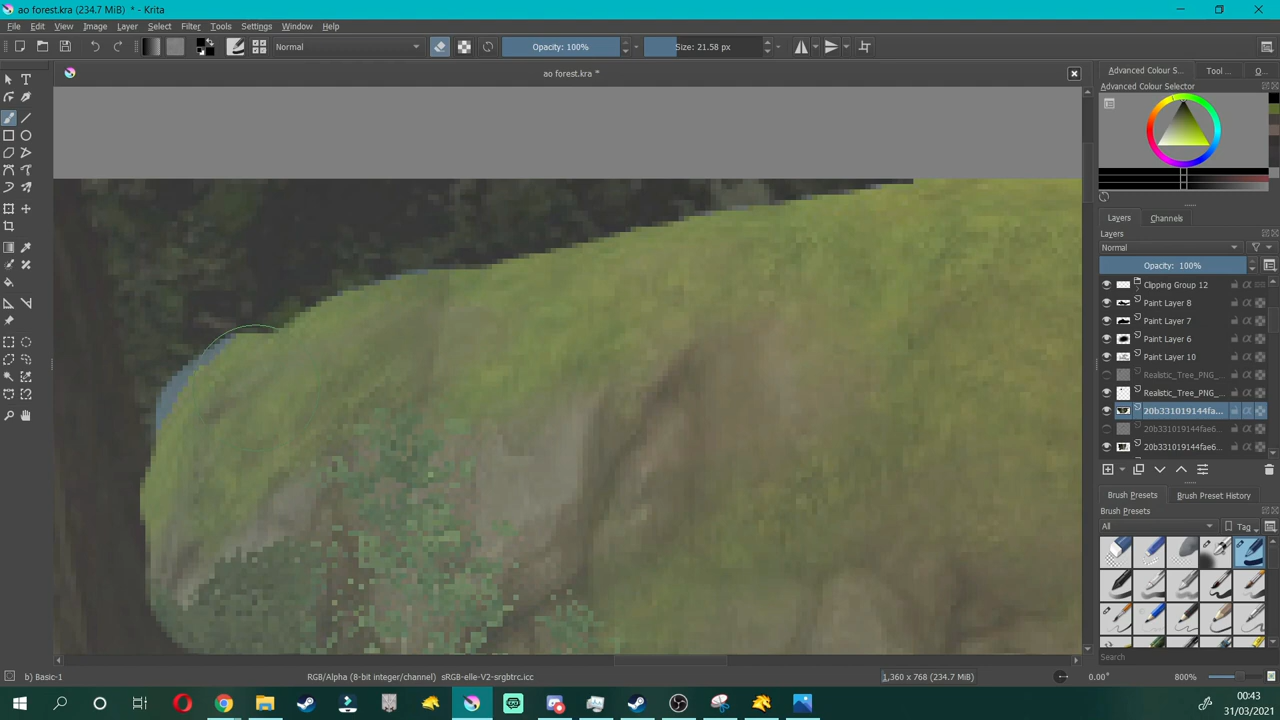 ao forest.kra (234.7 MiB) * - Krita
File Edit View Image Layer Select Filter Tools Settings Window Help
Normal Opacity: 100% Size: 21.58 px
ao forest.kra *
Advanced Colour S... Tool ... O...
Advanced Colour Selector
Layers Channels
Layers
Normal
Opacity: 100%
Clipping Group 12
Paint Layer 8
Paint Layer 7
Paint Layer 6
Paint Layer 10
Realistic_Tree_PNG_...
Realistic_Tree_PNG_...
20b331019144fa...
20b331019144fae6...
20b331019144fae6...
Brush Presets Brush Preset History
Brush Presets
All Tag
Search
b) Basic-1 RGB/Alpha (8-bit integer/channel) sRGB-elle-V2-srgbtrc.icc 1,360 x 768 (234.7 MiB) 0.00° 800%
00:43
31/03/2021